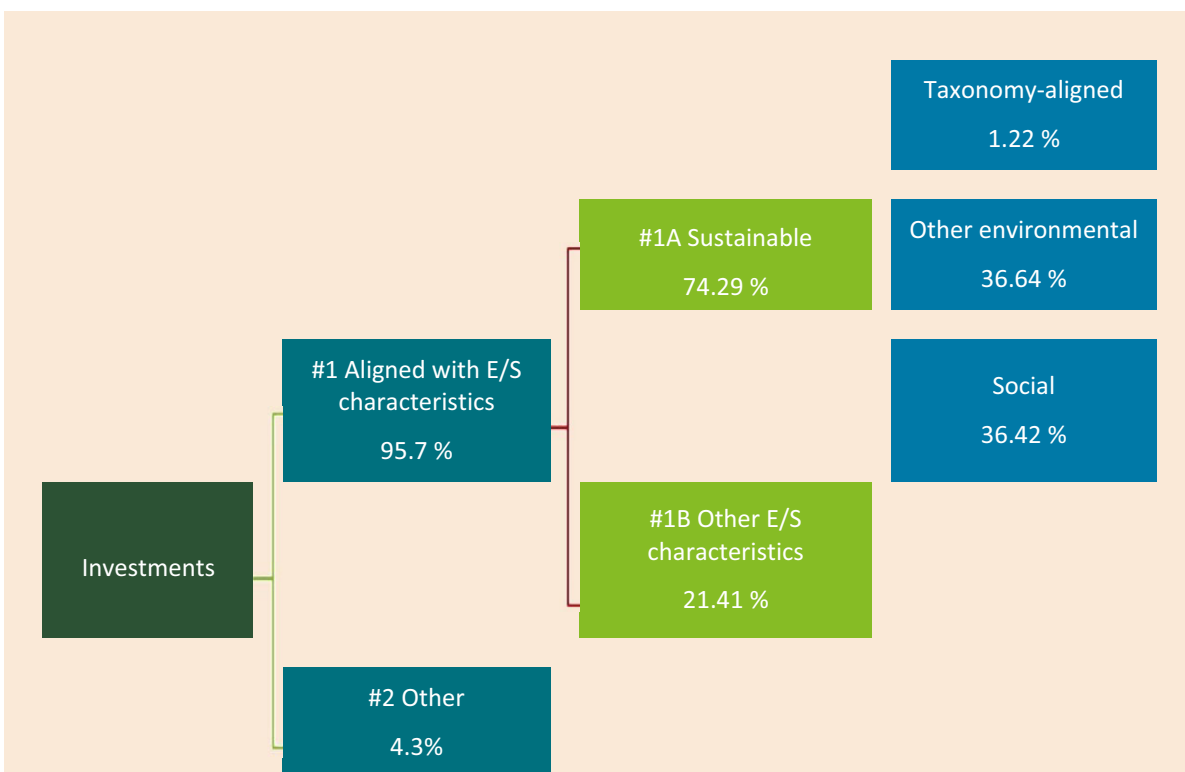 Taxonomy-aligned
1.22 %
#1A Sustainable
74.29 %
Other environmental
36.64 %
#1 Aligned with E/S
characteristics
95.7 %
Social
36.42 %
Investments
#1B Other E/S
characteristics
21.41 %
#2 Other
4.3%